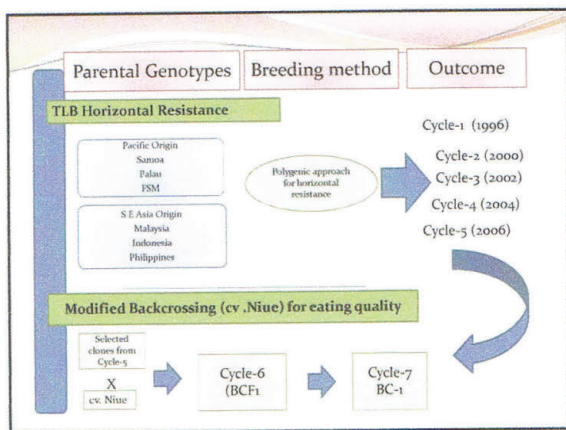 Parental Genotypes
Breeding method
Outcome
TLB Horizontal Resistance
Pacific Origin
Samoa
Palau
FSM
S E Asia Origin
Malaysia
Indonesia
Philippines
Polygenic approach
for horizontal
resistance
Cycle-1 (1996)
Cycle-2 (2000)
Cycle-3 (2002)
Cycle-4 (2004)
Cycle-5 (2006)
Modified Backcrossing (cv .Niue) for eating quality
Selected
clones from
Cycle-5
X
cv. Niue
Cycle-6
(BCF1
Cycle-7
BC-1